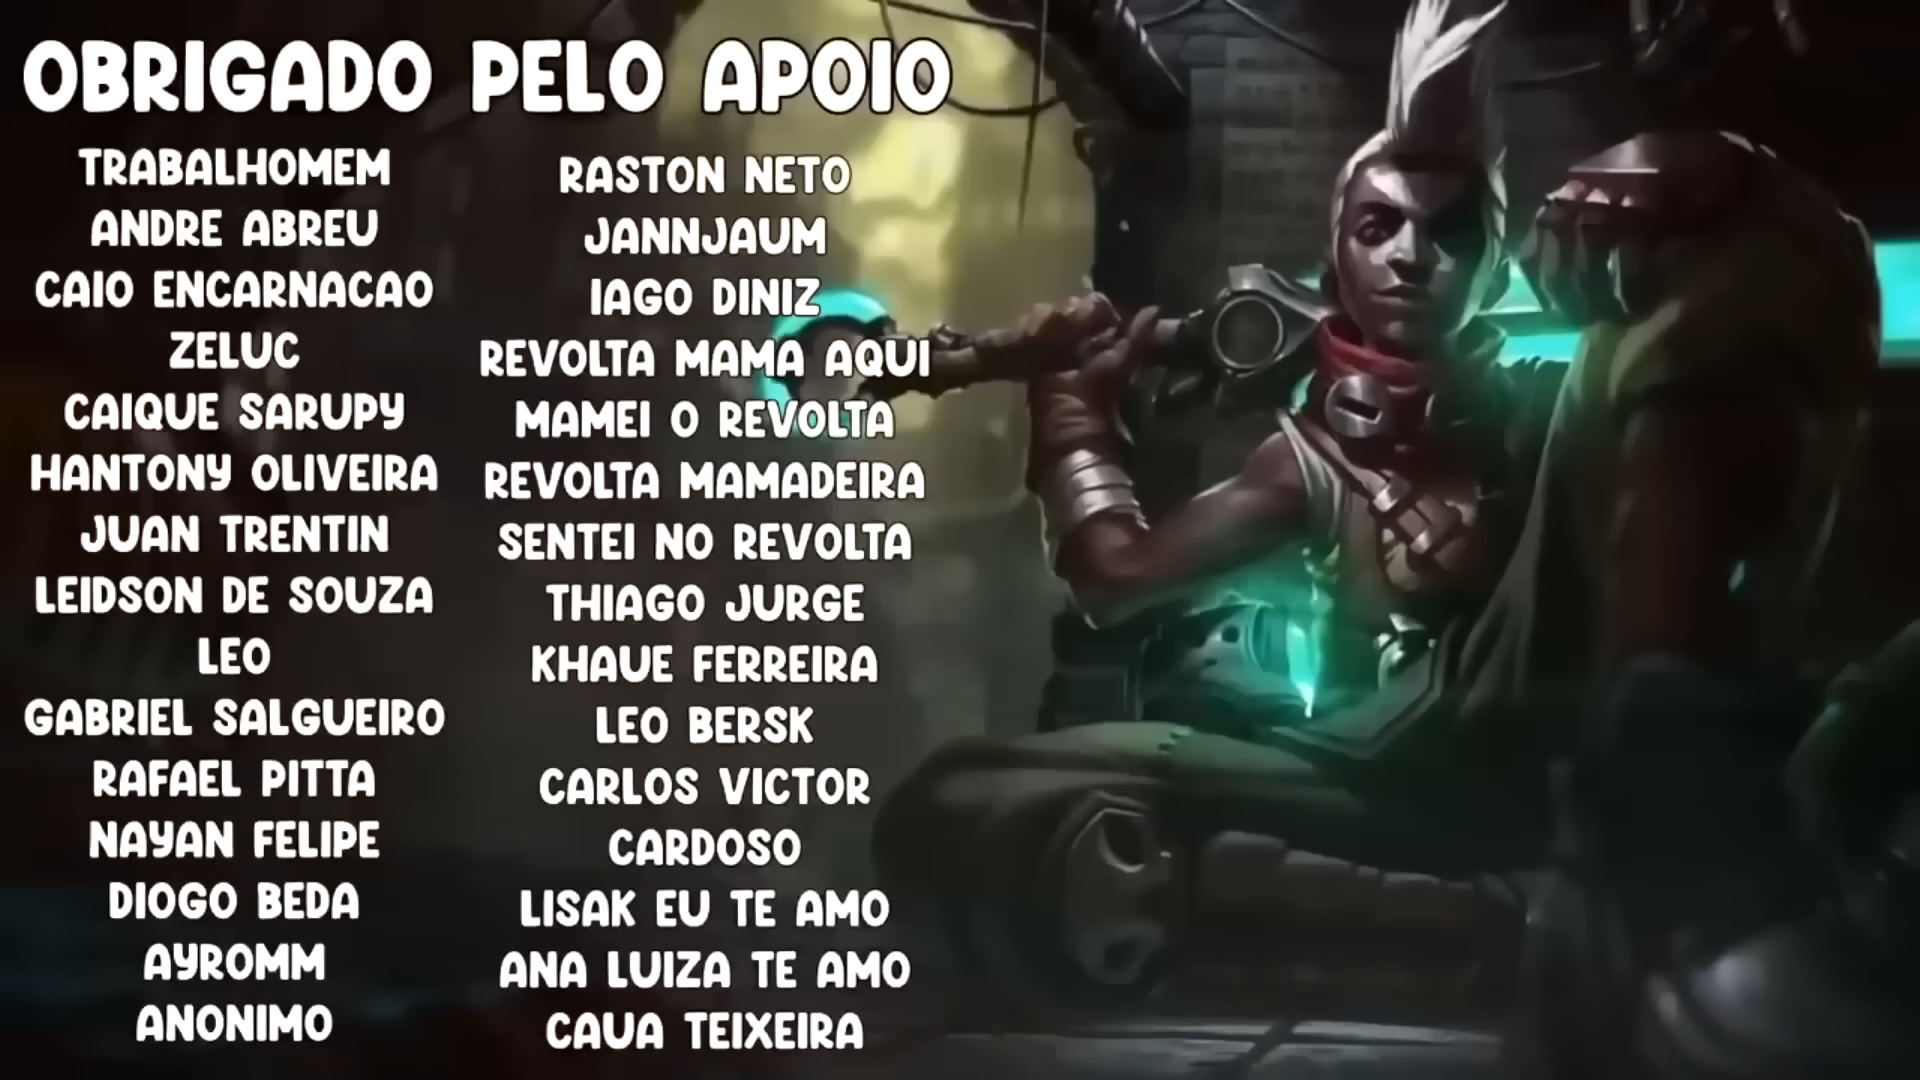 OBRIGADO PELO APOIO
TRABALHOMEM
ANDRE ABREU
CAIO ENCARNACAO
ZELUC
CAIQUE SARUPY
HANTONY OLIVEIRA
JUAN TRENTIN
LEIDSON DE SOUZA
LEO
GABRIEL SALGUEIRO
RAFAEL PITTA
NAYAN FELIPE
DIOGO BEDA
AYROMM
ANONIMO
RASTON NETO
JANNJAUM
IAGO DINIZ
REVOLTA MAMA AQUI
MAMEI O REVOLTA
REVOLTA MAMADEIRA
SENTEI NO REVOLTA
THIAGO JURGE
KHAUE FERREIRA
LEO BERSK
CARLOS VICTOR
CARDOSO
LISAK EU TE AMO
ANA LUIZA TE AMO
CAUA TEIXEIRA